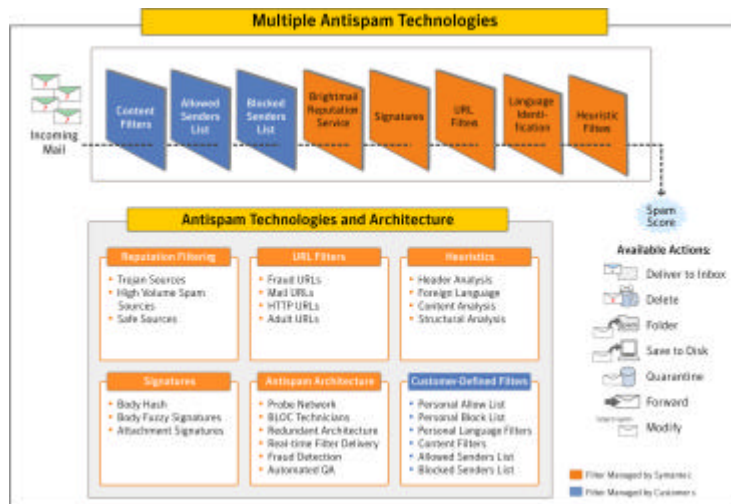 Multiple Antispam Technologies
Incoming
Mail
Content
Filters
Allowed
Senders
List
Blocked
Senders
List
Brightmail
Reputation
Service
Signatures
URL
Filters
Language
Identi-
fication
Heuristic
Filters
Spam
Score
Antispam Technologies and Architecture
Reputation Filtering
Trojan Sources
High Volume Spam
Sources
Safe Sources
URL Filters
Fraud URLs
Mail URLs
HTTP URLs
Adult URLs
Heuristics
Header Analysis
Foreign Language
Content Analysis
Structural Analysis
Signatures
Body Hash
Body Fuzzy Signatures
Attachment Signatures
Antispam Architecture
Probe Network
BLOC Technicians
Redundant Architecture
Real-time Filter Delivery
Fraud Detection
Automated QA
Customer-Defined Filters
Personal Allow List
Personal Block List
Personal Language Filters
Content Filters
Allowed Senders List
Blocked Senders List
Available Actions:
Deliver to Inbox
Delete
Folder
Save to Disk
Quarantine
Forward
Modify
Filter Managed by Symantec
Filter Managed by Customers